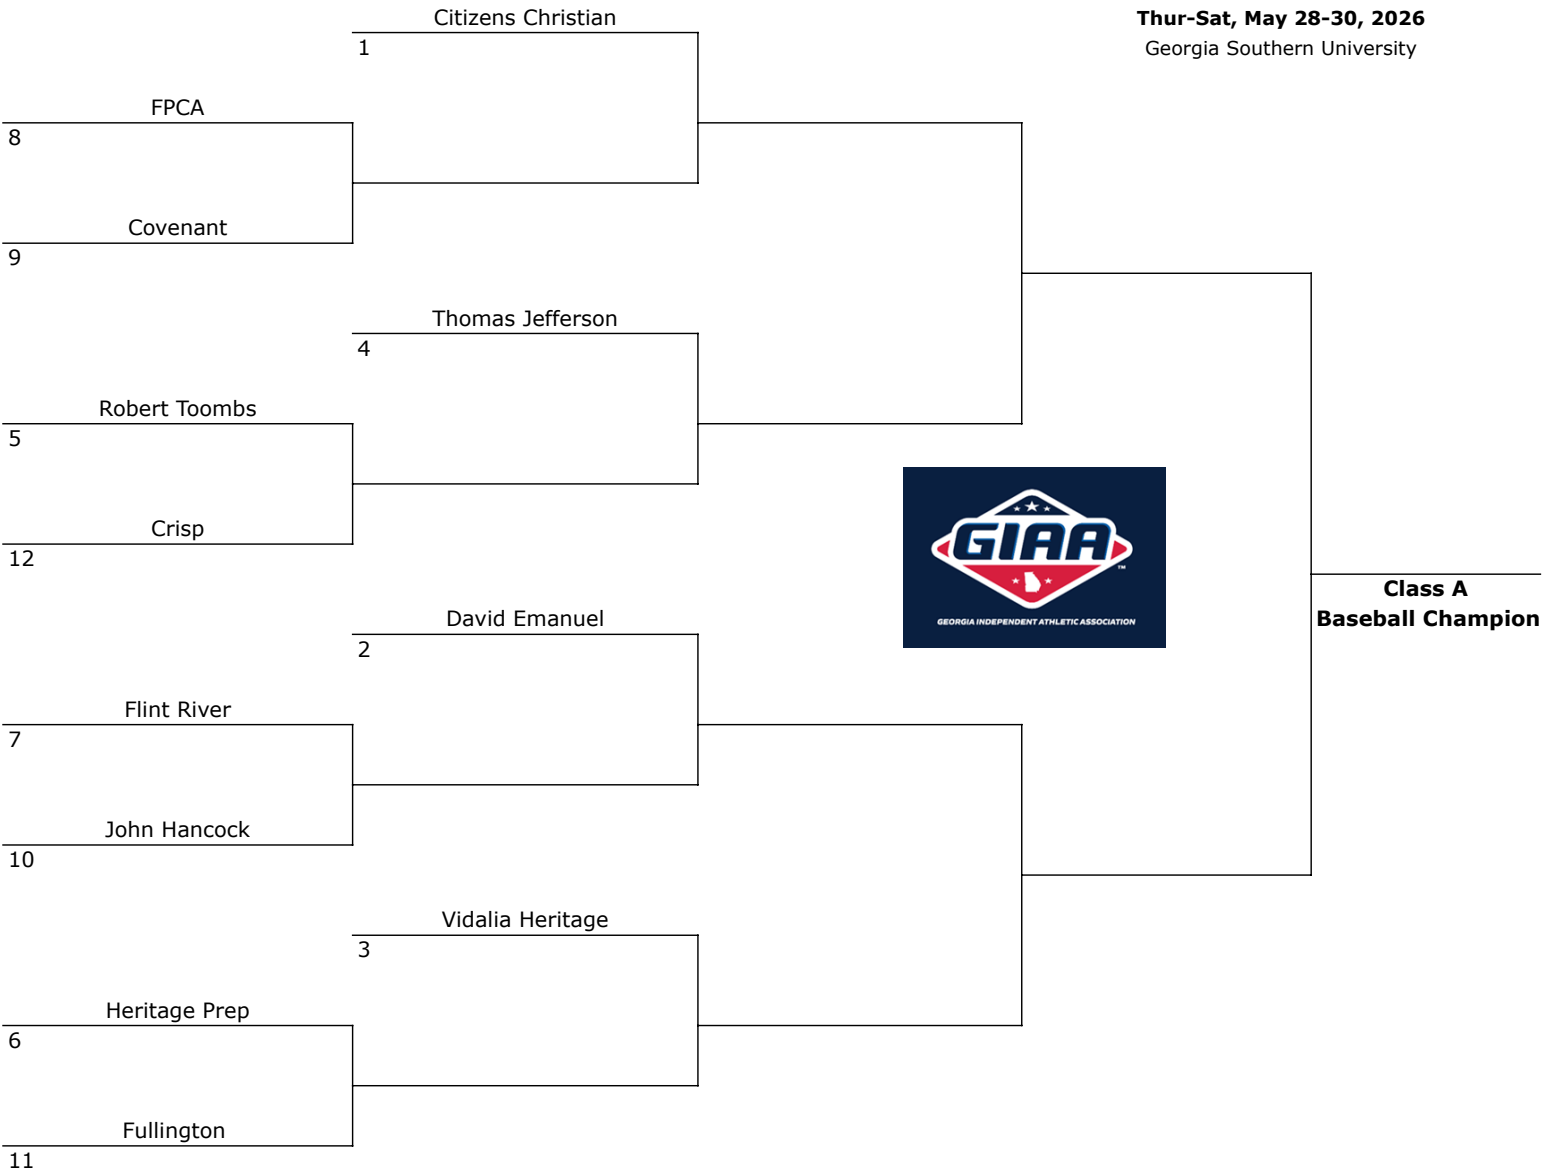 Citizens Christian
1
Thur-Sat, May 28-30, 2026
Georgia Southern University
FPCA
8
Covenant
9
Thomas Jefferson
4
Robert Toombs
5
Crisp
12
GIAA
TM
GEORGIA INDEPENDENT ATHLETIC ASSOCIATION
Class A
Baseball Champion
David Emanuel
2
Flint River
7
John Hancock
10
Vidalia Heritage
3
Heritage Prep
6
Fullington
11